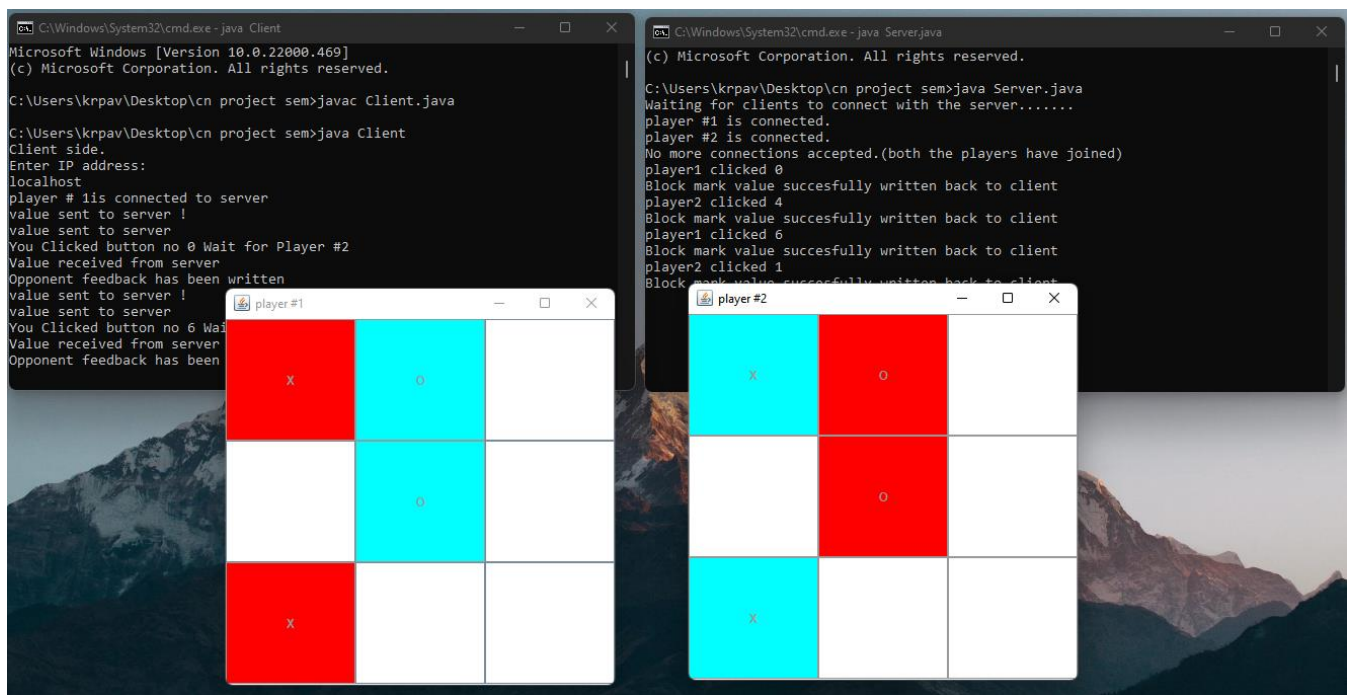 C:\Windows\System32\cmd.exe - java Client
Microsoft Windows [Version 10.0.22000.469]
(c) Microsoft Corporation. All rights reserved.
C:\Users\krpav\Desktop\cn project sem>javac Client.java
C:\Users\krpav\Desktop\cn project sem>java Client
Client side.
Enter IP address:
localhost
player # 1is connected to server
value sent to server !
value sent to server
You Clicked button no 0 Wait for Player #2
Value received from server
Opponent feedback has been written
value sent to server !
value sent to server
You Clicked button no 6 Wai
Value received from server
Opponent feedback has been
C:\Windows\System32\cmd.exe - java Server.java
(c) Microsoft Corporation. All rights reserved.
C:\Users\krpav\Desktop\cn project sem>java Server.java
Waiting for clients to connect with the server.......
player #1 is connected.
player #2 is connected.
No more connections accepted.(both the players have joined)
player1 clicked 0
Block mark value succesfully written back to client
player2 clicked 4
Block mark value succesfully written back to client
player1 clicked 6
Block mark value succesfully written back to client
player2 clicked 1
Block mark value succesfully written back to client
player #1
X O
O
X
player #2
X O
O
X